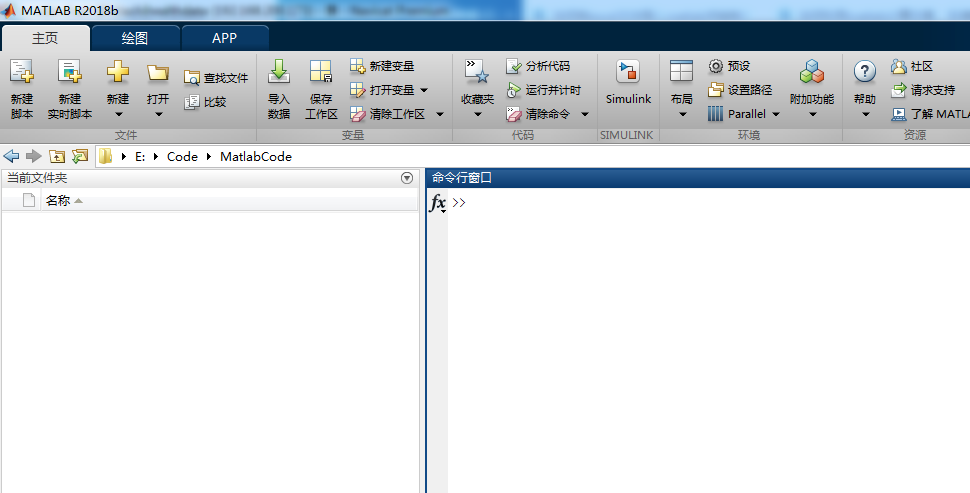 MATLAB R2018b
主页 绘图 APP
新建脚本 新建实时脚本 新建 打开 查找文件 比较 导入数据 保存工作区 新建变量 打开变量 清除工作区 收藏夹 分析代码 运行并计时 清除命令 Simulink 布局 预设 设置路径 Parallel 附加功能 帮助 社区 请求支持 了解 MATL
文件 变量 代码 SIMULINK 环境 资源
E: Code MatlabCode
当前文件夹 命令行窗口
名称 fx >>